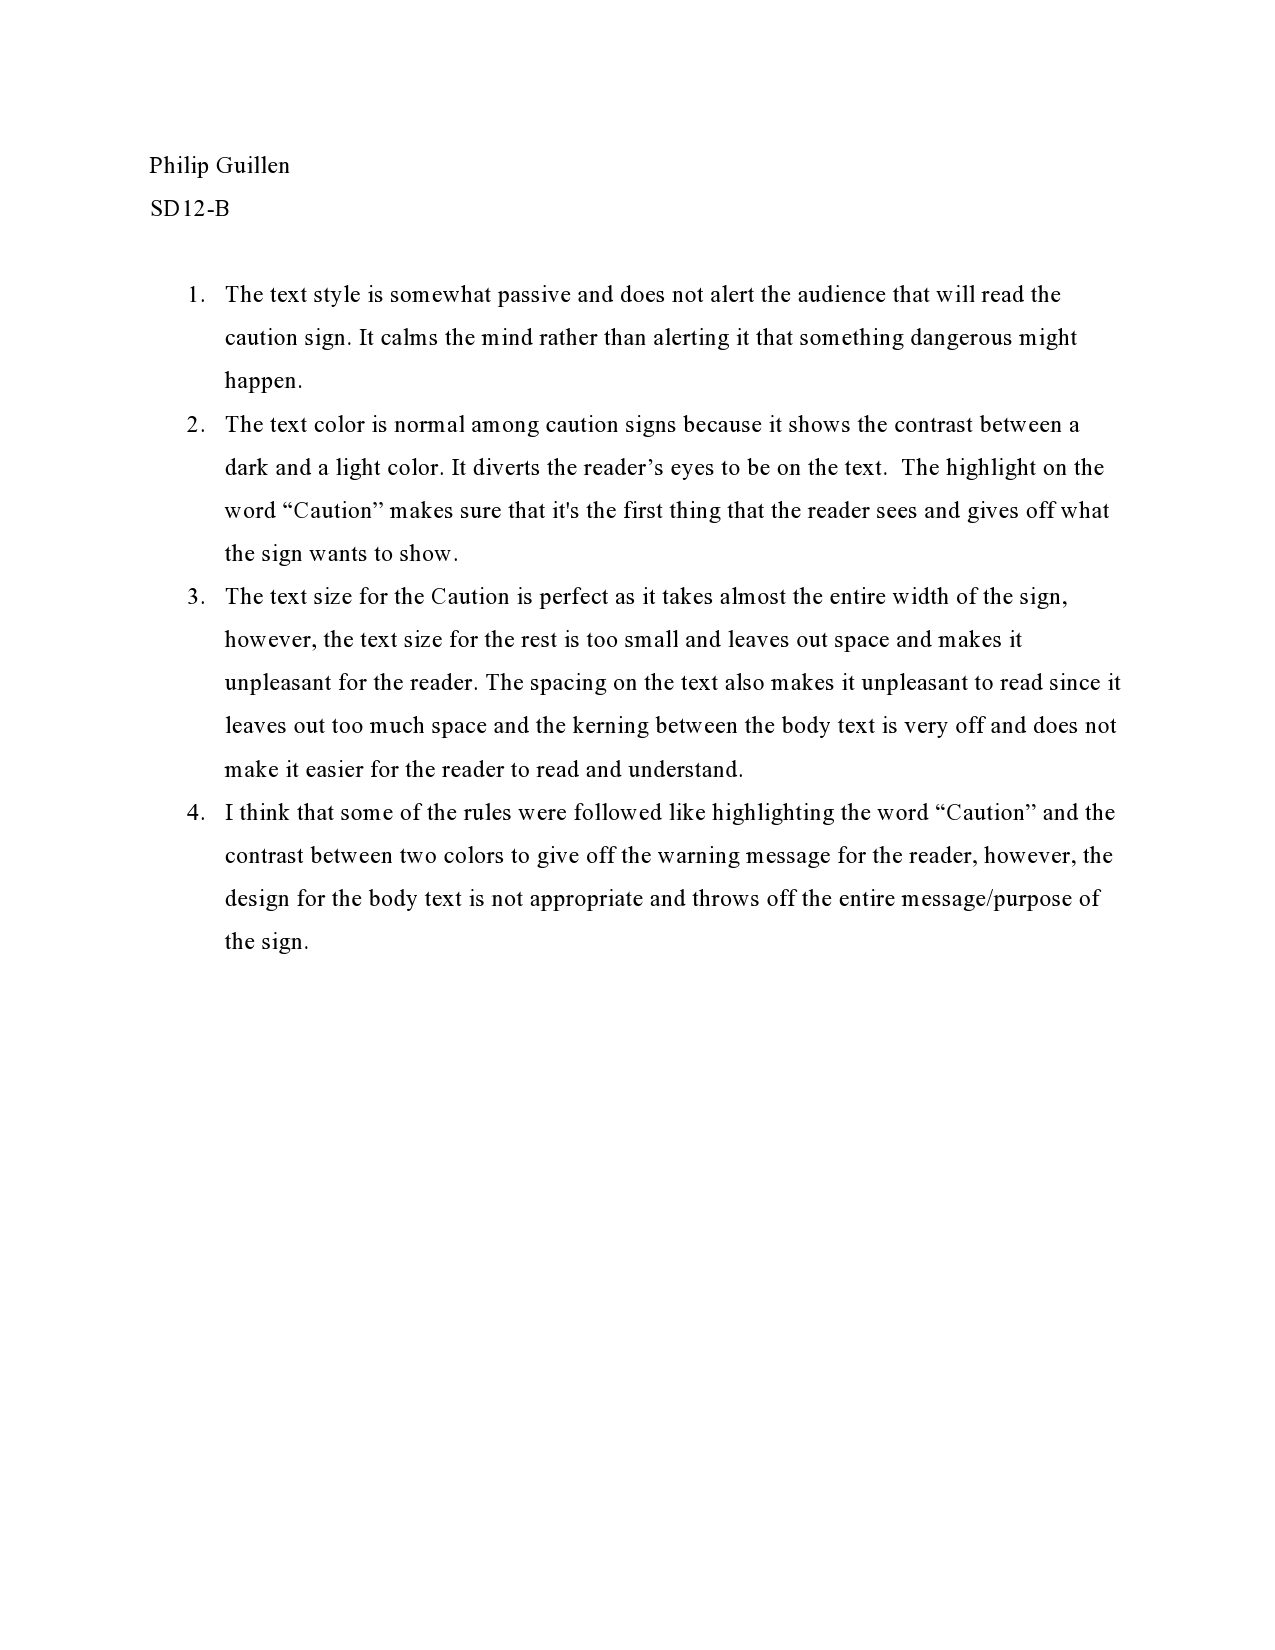 Philip Guillen
SD12-B
1. The text style is somewhat passive and does not alert the audience that will read the
caution sign. It calms the mind rather than alerting it that something dangerous might
happen.
2. The text color is normal among caution signs because it shows the contrast between a
dark and a light color. It diverts the reader’s eyes to be on the text.  The highlight on the
word “Caution” makes sure that it's the first thing that the reader sees and gives off what
the sign wants to show.
3. The text size for the Caution is perfect as it takes almost the entire width of the sign,
however, the text size for the rest is too small and leaves out space and makes it
unpleasant for the reader. The spacing on the text also makes it unpleasant to read since it
leaves out too much space and the kerning between the body text is very off and does not
make it easier for the reader to read and understand.
4. I think that some of the rules were followed like highlighting the word “Caution” and the
contrast between two colors to give off the warning message for the reader, however, the
design for the body text is not appropriate and throws off the entire message/purpose of
the sign.